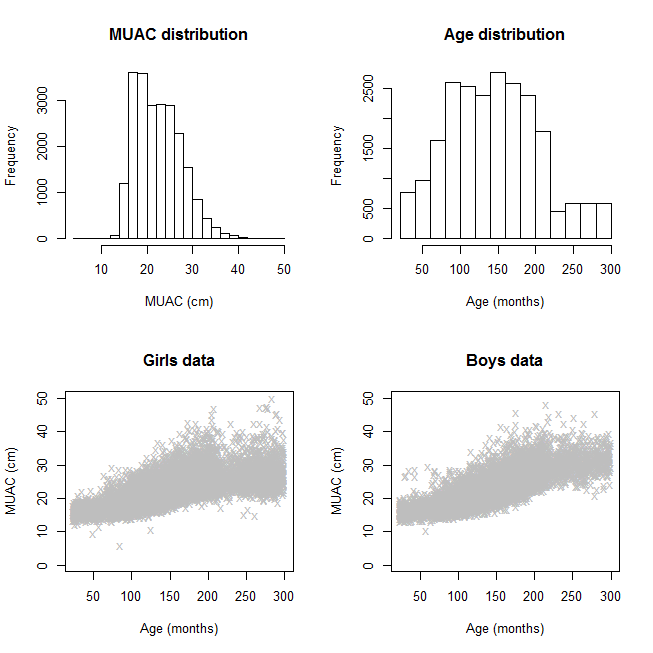 MUAC distribution
Frequency
0 1000 2000 3000
10 20 30 40 50
MUAC (cm)
Age distribution
Frequency
0 500 1500 2500
50 100 150 200 250 300
Age (months)
Girls data
MUAC (cm)
0 10 20 30 40 50
50 100 150 200 250 300
Age (months)
Boys data
MUAC (cm)
0 10 20 30 40 50
50 100 150 200 250 300
Age (months)